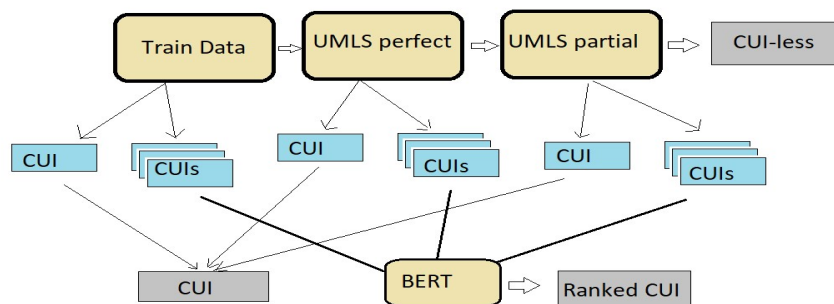 Train Data
UMLS perfect
UMLS partial
CUI-less
CUI
CUIs
CUI
CUIs
CUI
CUIs
CUI
BERT
Ranked CUI